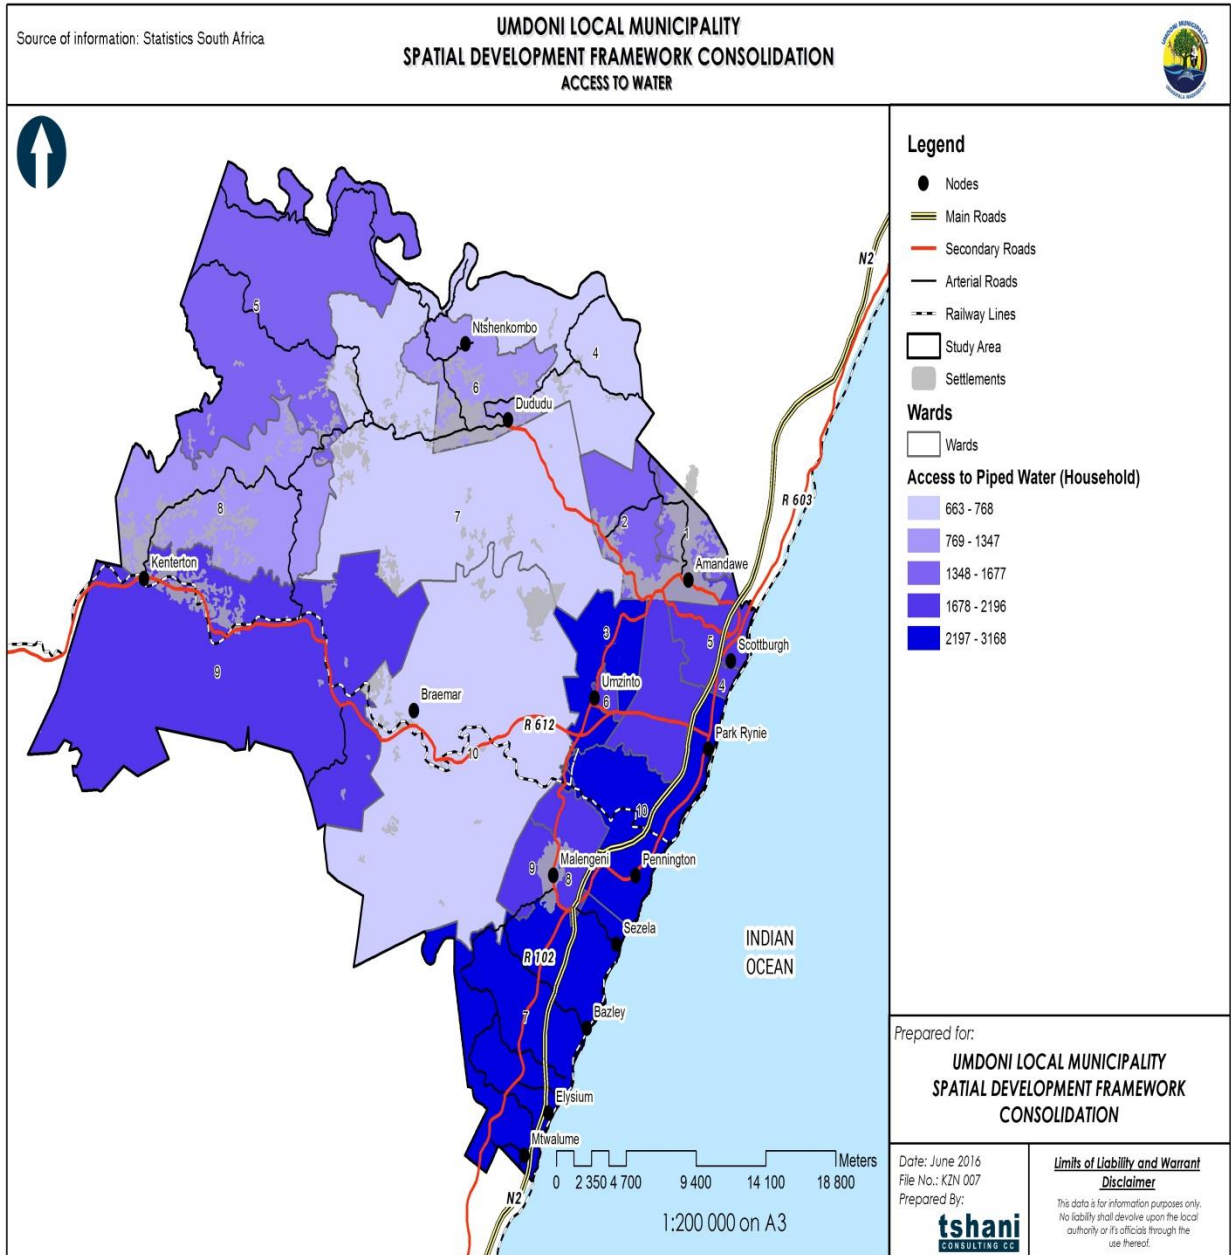 Source of information: Statistics South Africa
UMDONI LOCAL MUNICIPALITY
SPATIAL DEVELOPMENT FRAMEWORK CONSOLIDATION
ACCESS TO WATER
UMDONI MUNICIPALITY
5
Ntshenkombo
4
6
Dududu
N2
R 603
8
7
2
1
Kenterton
Amandawe
3
5
Scottburgh
9
Umzinto
4
6
Braemar
R 612
Park Rynie
10
10
Malengeni
9
8
Pennington
Sezela
INDIAN
OCEAN
R 102
Bazley
7
Elysium
Mtwalume
N2
Meters
0 2 350 4 700 9 400 14 100 18 800
1:200 000 on A3
Legend
Nodes
Main Roads
Secondary Roads
Arterial Roads
Railway Lines
Study Area
Settlements
Wards
Wards
Access to Piped Water (Household)
663 - 768
769 - 1347
1348 - 1677
1678 - 2196
2197 - 3168
Prepared for:
UMDONI LOCAL MUNICIPALITY
SPATIAL DEVELOPMENT FRAMEWORK
CONSOLIDATION
Date: June 2016
File No.: KZN 007
Prepared By:
tshani
CONSULTING CC
Limits of Liability and Warrant
Disclaimer
This data is for information purposes only.
No liability shall devolve upon the local
authority or it's officials through the
use thereof.